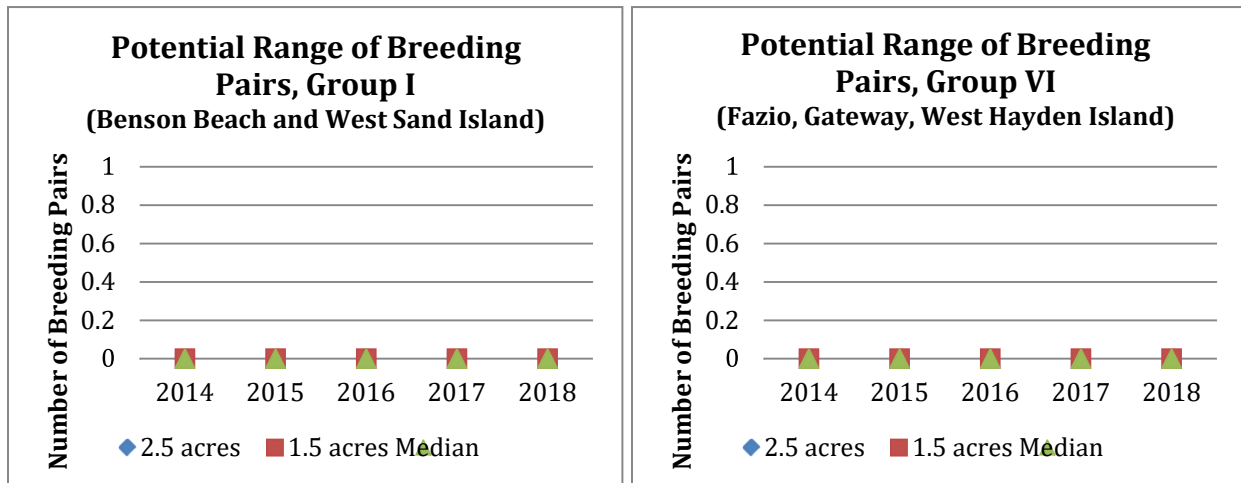 Potential Range of Breeding
Pairs, Group I
(Benson Beach and West Sand Island)
Number of Breeding Pairs
1
0.8
0.6
0.4
0.2
0
2014 2015 2016 2017 2018
2.5 acres 1.5 acres Median
Potential Range of Breeding
Pairs, Group VI
(Fazio, Gateway, West Hayden Island)
Number of Breeding Pairs
1
0.8
0.6
0.4
0.2
0
2014 2015 2016 2017 2018
2.5 acres 1.5 acres Median